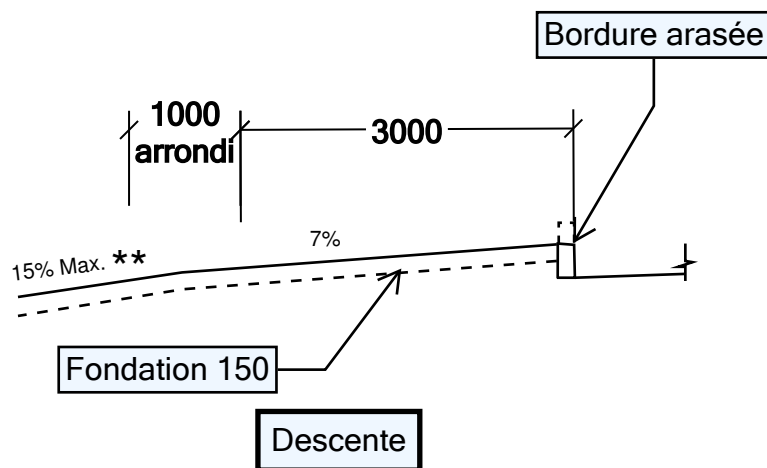 Bordure arasée
1000
arrondi
3000
15% Max. **
7%
Fondation 150
Descente